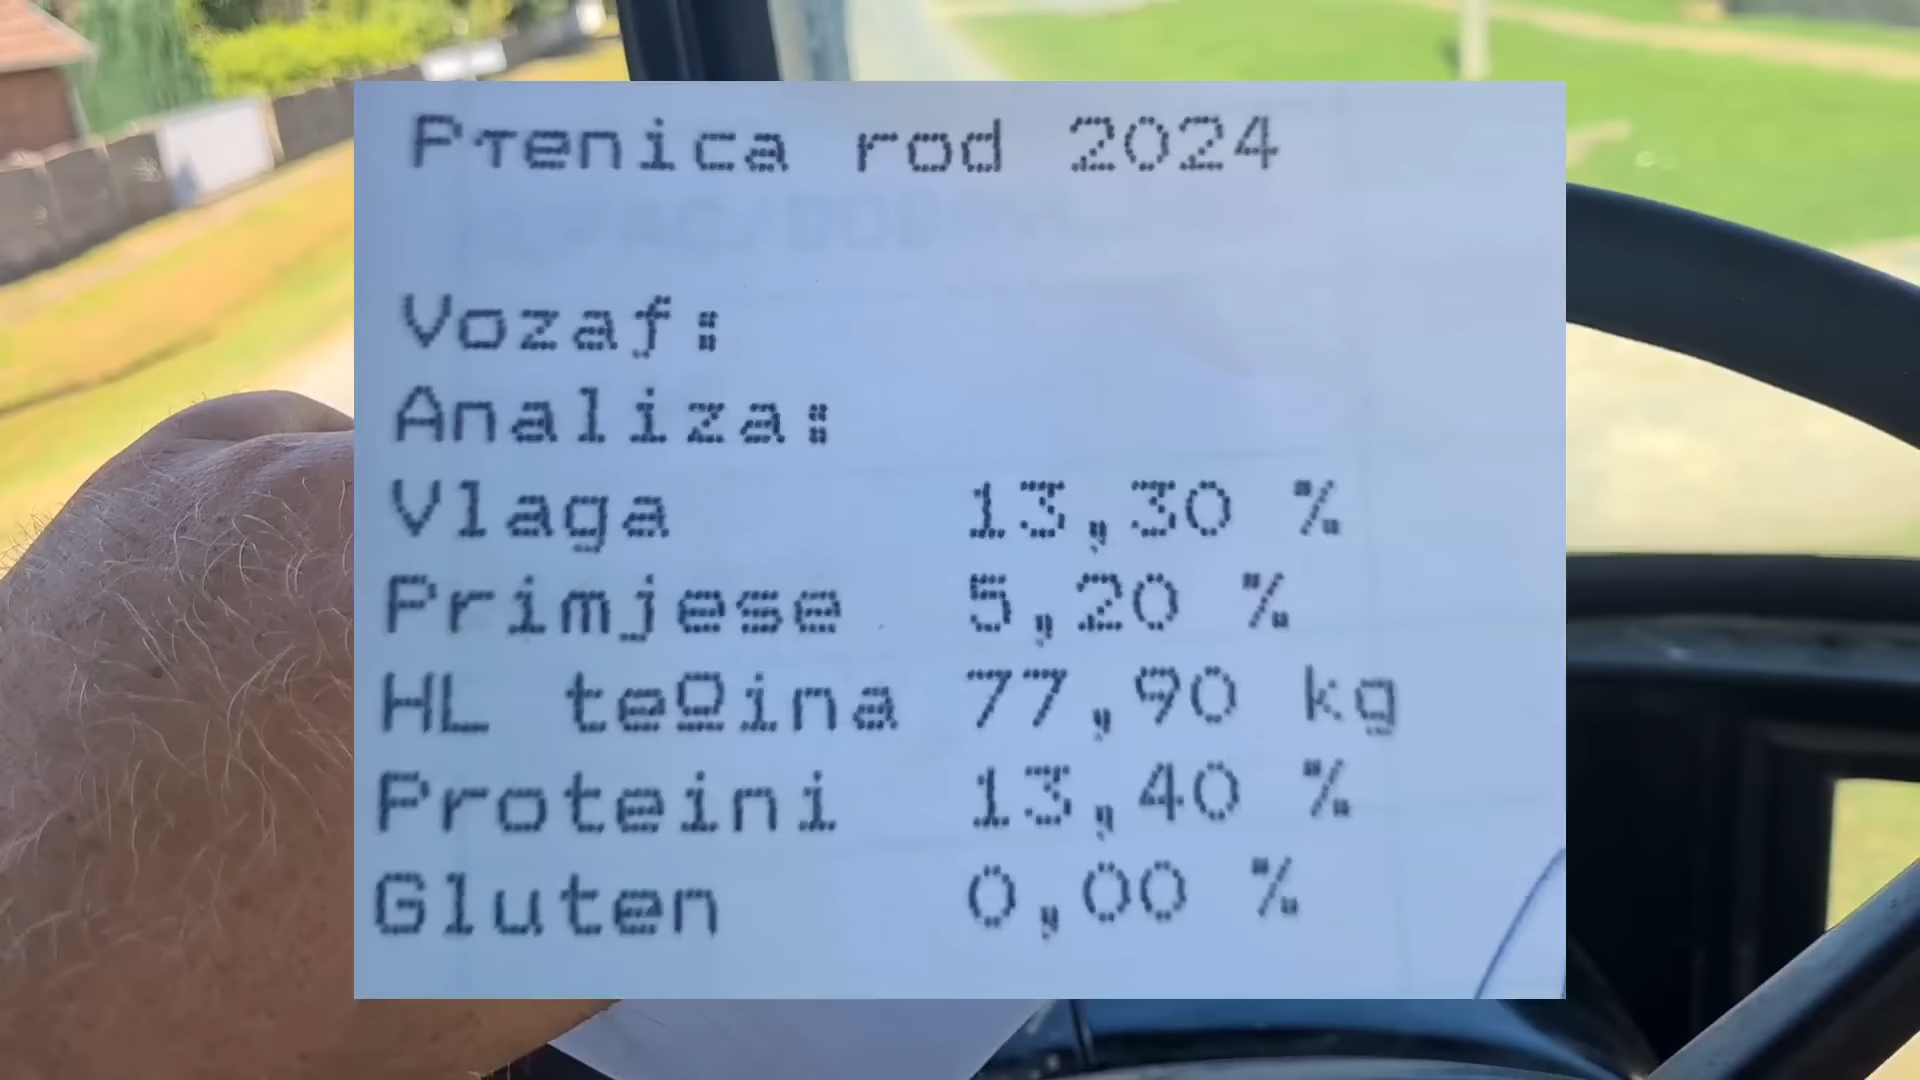 Pтenica rod 2024
Vozaƒ:
Analiza:
Vlaga 13,30 %
Primjese 5,20 %
HL teΩina 77,90 kg
Proteini 13,40 %
Gluten 0,00 %